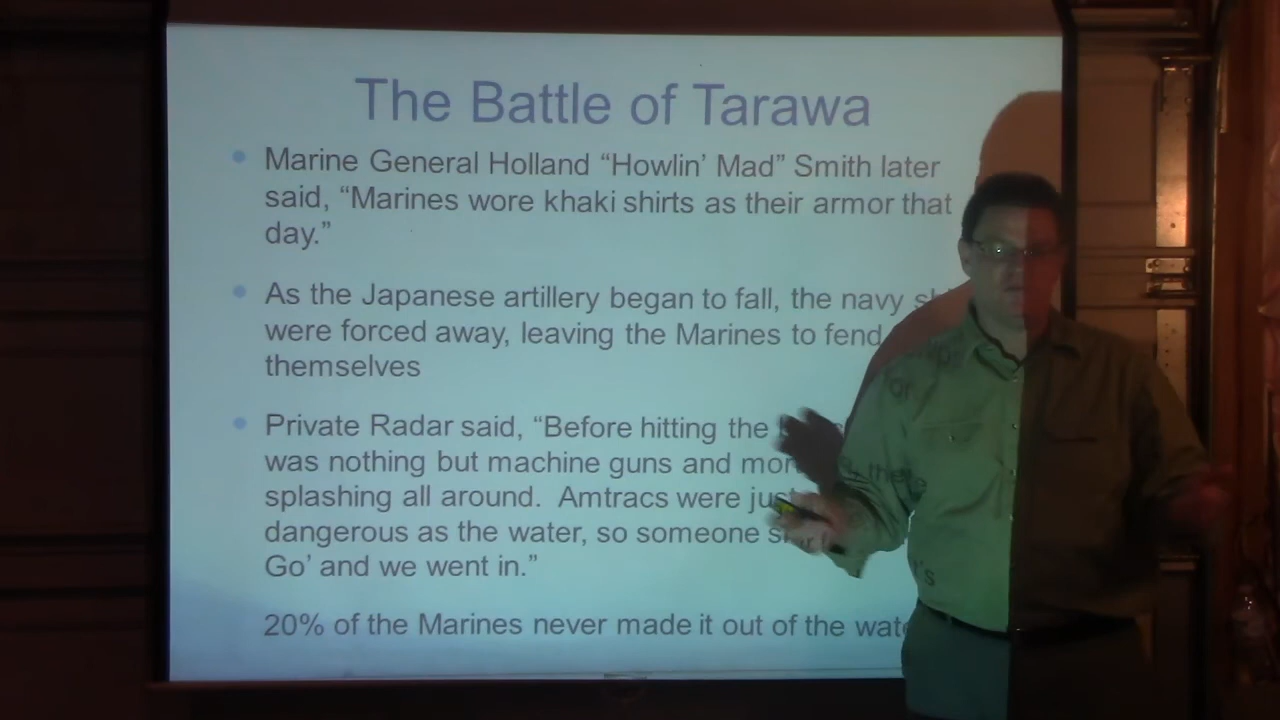 The Battle of Tarawa
Marine General Holland “Howlin’ Mad” Smith later
said, “Marines wore khaki shirts as their armor that
day.”
As the Japanese artillery began to fall, the navy
were forced away, leaving the Marines to fend
themselves
Private Radar said, “Before hitting the
was nothing but machine guns and
splashing all around. Amtracs were
dangerous as the water, so someone
Go’ and we went in.”
20% of the Marines never made it out of the